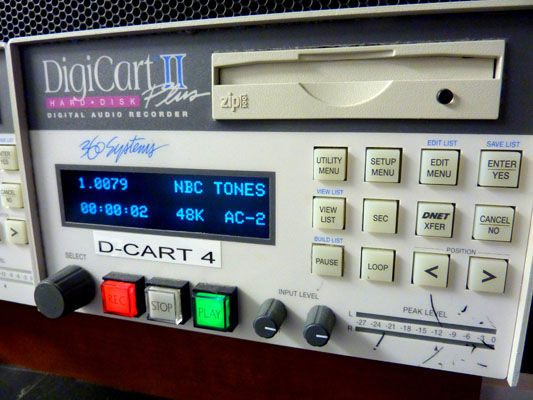 DigiCart II
HARD•DISK Plus
DIGITAL AUDIO RECORDER
zip
360 Systems
1.0079 NBC TONES
00:00:02 48K AC-2
D-CART 4
SELECT
REC
STOP
PLAY
INPUT LEVEL
EDIT LIST
SAVE LIST
UTILITY MENU
SETUP MENU
EDIT MENU
ENTER YES
VIEW LIST
VIEW LIST
SEC
DNET XFER
CANCEL NO
BUILD LIST
POSITION
PAUSE
LOOP
<
>
PEAK LEVEL
L
R
-27 -24 -21 -18 -15 -12 -9 -6 -3 0
ENTER YES
NO
>